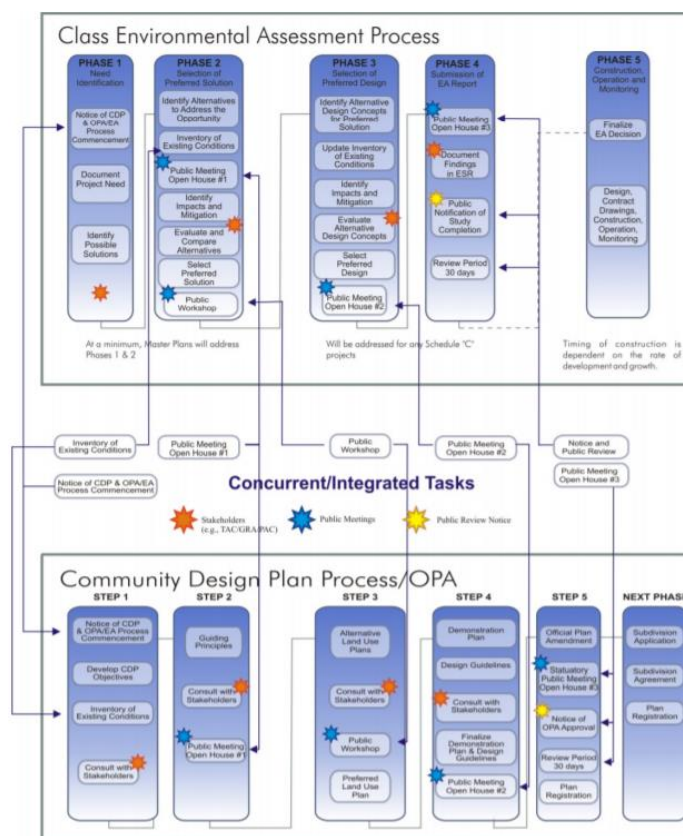 Class Environmental Assessment Process
PHASE 1
Need
Identification
Notice of CDP
& OPA/EA
Process
Commencement
Document
Project Need
Identify
Possible
Solutions
PHASE 2
Selection of
Preferred Solution
Identify Alternatives
to Address the
Opportunity
Inventory of
Existing Conditions
Public Meeting
Open House #1
Identify
Impacts and
Mitigation
Evaluate and
Compare
Alternatives
Select
Preferred
Solution
Public
Workshop
PHASE 3
Selection of
Preferred Design
Identify Alternative
Design Concepts
for Preferred
Solution
Update Inventory
of Existing
Conditions
Identify
Impacts and
Mitigation
Evaluate
Alternative
Design Concepts
Select
Preferred
Design
Public Meeting
Open House #2
PHASE 4
Submission of
EA Report
Public Meeting
Open House #3
Document
Findings
in ESR
Public
Notification of
Study
Completion
Review Period
30 days
PHASE 5
Construction,
Operation and
Monitoring
Finalize
EA Decision
Design,
Contract
Drawings,
Construction,
Operation,
Monitoring
At a minimum, Master Plans will address
Phases 1 & 2
Will be addressed for any Schedule "C"
projects
Timing of construction is
dependent on the rate of
development and growth.
Inventory of
Existing Conditions
Public Meeting
Open House #1
Public
Workshop
Public Meeting
Open House #2
Notice and
Public Review
Notice of CDP & OPA/EA
Process Commencement
Public Meeting
Open House #3
Concurrent/Integrated Tasks
Stakeholders
(e.g., TAC/GRA/PAC)
Public Meetings
Public Review Notice
Community Design Plan Process/OPA
STEP 1
Notice of CDP
& OPA/EA Process
Commencement
Develop CDP
Objectives
Inventory of
Existing Conditions
Consult with
Stakeholders
STEP 2
Guiding
Principles
Consult with
Stakeholders
Public Meeting
Open House #1
STEP 3
Alternative
Land Use
Plans
Consult with
Stakeholders
Public
Workshop
Preferred
Land Use
Plan
STEP 4
Demonstration
Plan
Design Guidelines
Consult with
Stakeholders
Finalize
Demonstration
Plan & Design
Guidelines
Public Meeting
Open House #2
STEP 5
Official Plan
Amendment
Statuatory
Public Meeting
Open House #3
Notice of
OPA Approval
Review Period
30 days
Plan
Registration
NEXT PHASE
Subdivision
Application
Subdivision
Agreement
Plan
Registration